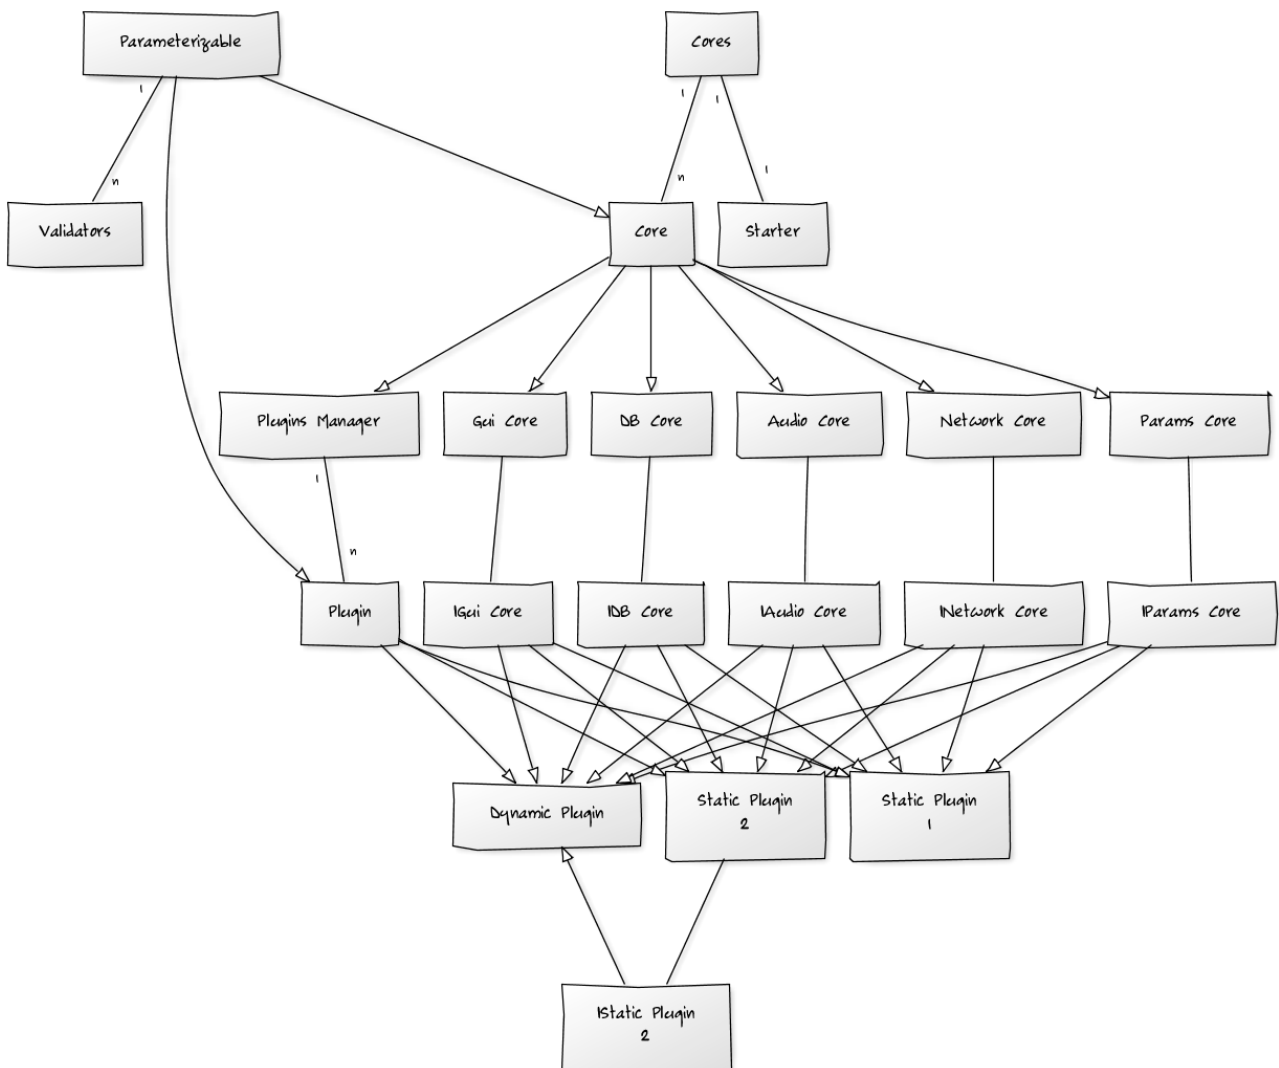 Parameterizable
Cores
1
1
1
1
n
n
Validators
Core
Starter
Plugins Manager
Gui Core
DB Core
Audio Core
Network Core
Params Core
1
n
Plugin
IGui Core
IDB Core
IAudio Core
INetwork Core
IParams Core
Dynamic Plugin
Static Plugin
2
Static Plugin
1
IStatic Plugin
2